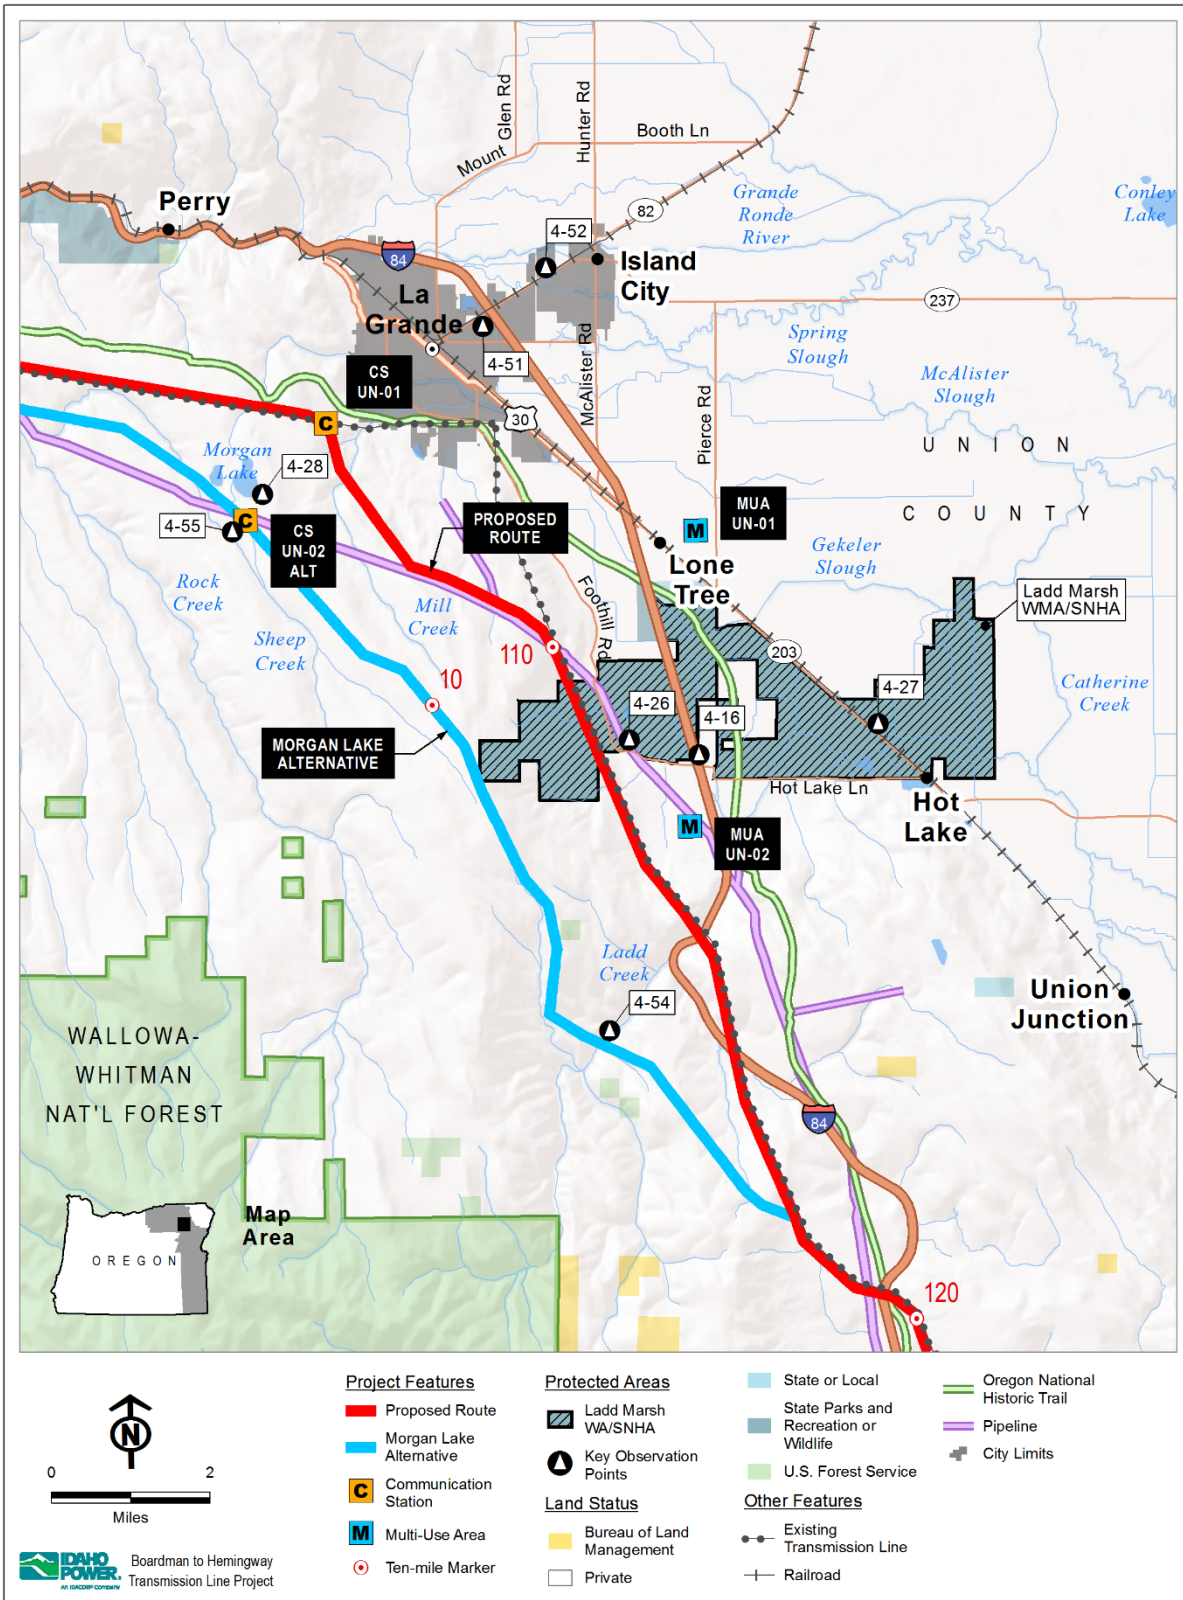 Mount
Glen Rd
Hunter Rd
Booth Ln
Perry
82
Grande
Ronde
River
Conley
Lake
4-52
84
Island
City
La
Grande
237
4-51
McAlister Rd
Spring
Slough
CS
UN-01
McAlister
Slough
30
Pierce Rd
UNION
COUNTY
Morgan
Lake
4-28
4-55
CS
UN-02
ALT
PROPOSED
ROUTE
MUA
UN-01
Gekeler
Slough
Lone
Tree
Ladd Marsh
WMA/SNHA
Rock
Creek
Mill
Creek
Foothill Rd
Sheep
Creek
110
203
10
4-26
4-16
4-27
Catherine
Creek
MORGAN LAKE
ALTERNATIVE
Hot Lake Ln
Hot
Lake
MUA
UN-02
Ladd
Creek
4-54
Union
Junction
WALLOWA-
WHITMAN
NAT'L FOREST
84
Map
Area
OREGON
120
N
0 2
Miles
IDAHO
POWER
An IDACORP Company
Boardman to Hemingway
Transmission Line Project
Project Features
Proposed Route
Morgan Lake
Alternative
C
Communication
Station
M
Multi-Use Area
Ten-mile Marker
Protected Areas
Ladd Marsh
WA/SNHA
Key Observation
Points
Land Status
Bureau of Land
Management
Private
State or Local
State Parks and
Recreation or
Wildlife
U.S. Forest Service
Other Features
Existing
Transmission Line
Railroad
Oregon National
Historic Trail
Pipeline
City Limits
C
C
M
M